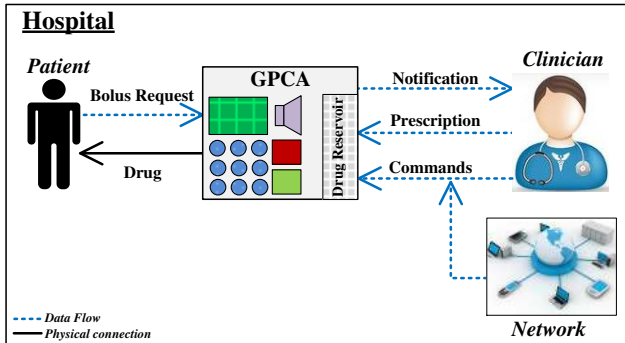 Hospital
Patient
GPCA
Clinician
Bolus Request
Notification
Prescription
Drug
Drug Reservoir
Commands
Data Flow
Physical connection
Network